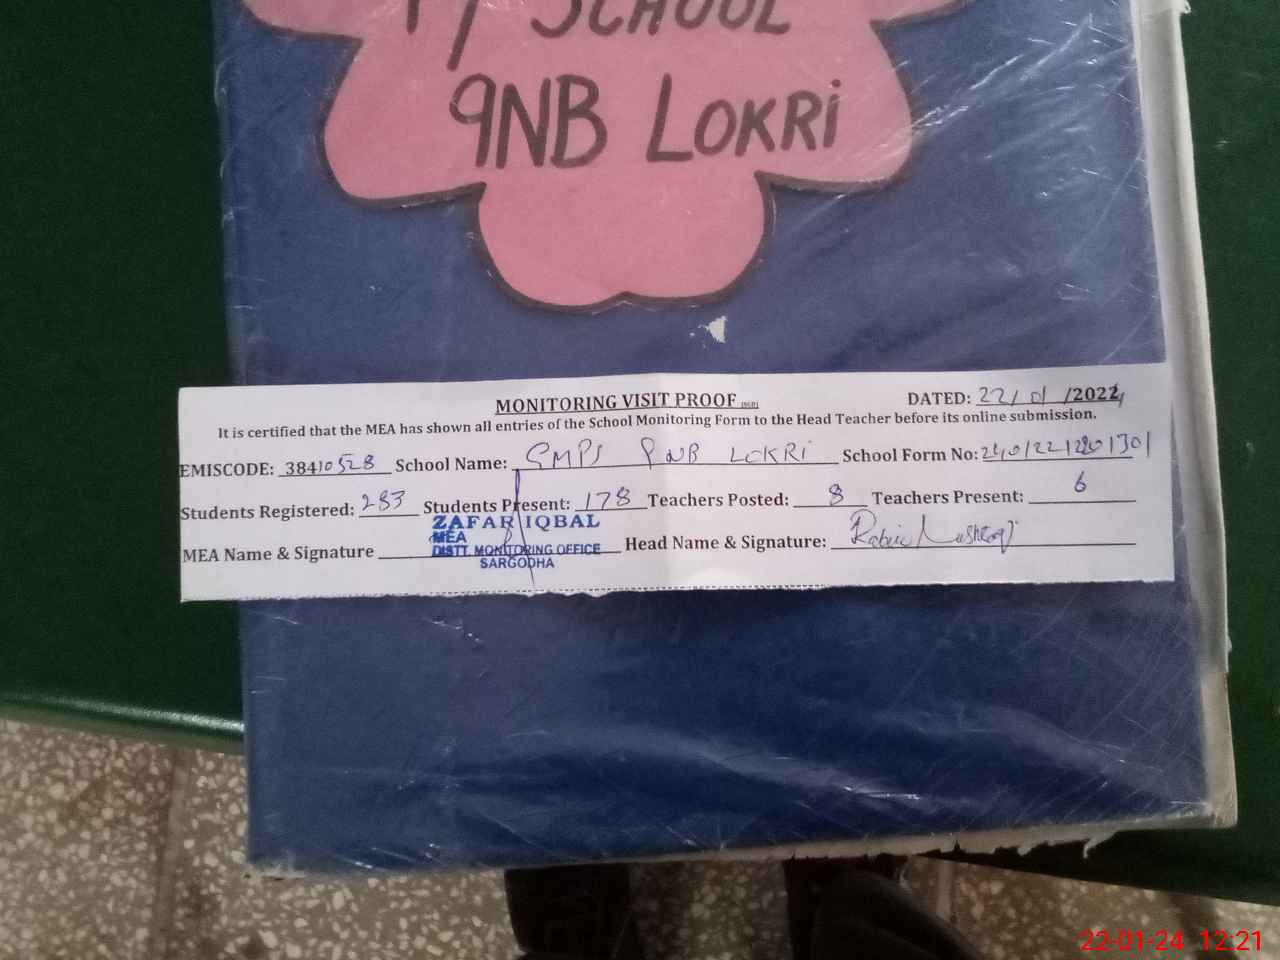 P/ SCHOOL
9NB LOKRI
MONITORING VISIT PROOF (SGD)
DATED: 22/01/2022
It is certified that the MEA has shown all entries of the School Monitoring Form to the Head Teacher before its online submission.
EMISCODE: 38410528 School Name: GMPS 9NB LOKRI School Form No:
Students Registered: 283 Students Present: 178 Teachers Posted: 8 Teachers Present: 6
ZAFAR IQBAL
MEA
DISTT. MONITORING OFFICE
SARGODHA
MEA Name & Signature Head Name & Signature:
22-01-24 12:21